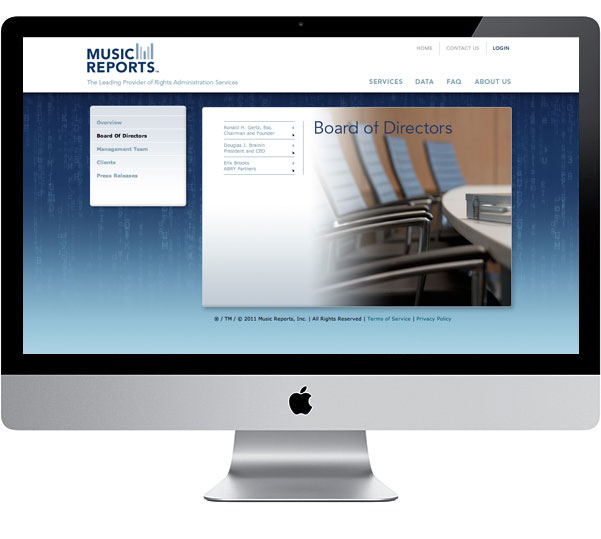 MUSIC
REPORTS™
The Leading Provider of Rights Administration Services
HOME
CONTACT US
LOGIN
SERVICES
DATA
FAQ
ABOUT US
Overview
Board Of Directors
Management Team
Clients
Press Releases
Ronald H. Gertz, Esq.
Chairman and Founder
Douglas J. Brainin
President and CEO
Erik Brooks
ABRY Partners
Board of Directors
® / TM / © 2011 Music Reports, Inc. | All Rights Reserved | Terms of Service | Privacy Policy